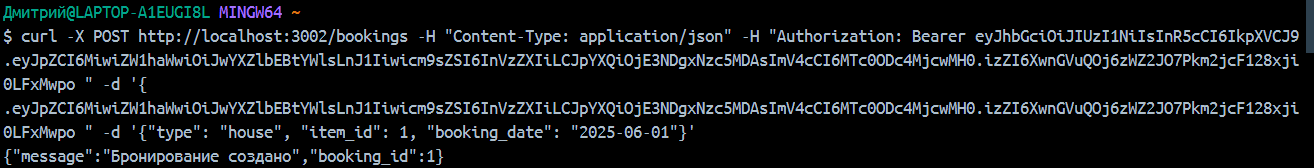 Дмитрий@LAPTOP-A1EUGI8L MINGW64 ~
$ curl -X POST http://localhost:3002/bookings -H "Content-Type: application/json" -H "Authorization: Bearer eyJhbGciOiJIUzI1NiIsInR5cCI6IkpXVCJ9
.eyJpZCI6MiwiZW1haWwiOiJwYXZlbEBtYWlsLnJ1Iiwicm9sZSI6InVzZXIiLCJpYXQiOjE3NDgxNzc5MDAsImV4cCI6MTc0ODc4MjcwMH0.izZI6XwnGVuQOj6zWZ2JO7Pkm2jcF128xji
0LFxMwpo " -d '{
.eyJpZCI6MiwiZW1haWwiOiJwYXZlbEBtYWlsLnJ1Iiwicm9sZSI6InVzZXIiLCJpYXQiOjE3NDgxNzc5MDAsImV4cCI6MTc0ODc4MjcwMH0.izZI6XwnGVuQOj6zWZ2JO7Pkm2jcF128xji
0LFxMwpo " -d '{"type": "house", "item_id": 1, "booking_date": "2025-06-01"}'
{"message":"Бронирование создано","booking_id":1}